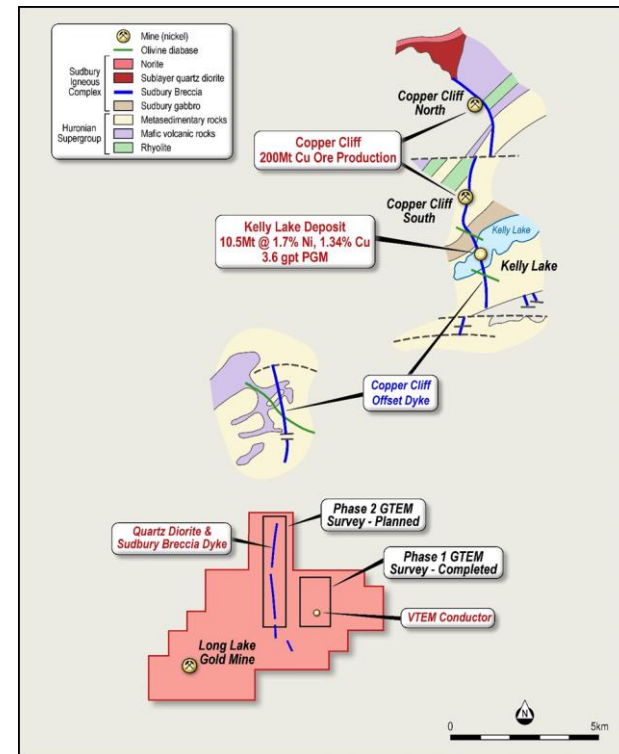 Mine (nickel)
Olivine diabase
Sudbury
Igneous
Complex
Norite
Sublayer quartz diorite
Sudbury Breccia
Sudbury gabbro
Huronian
Supergroup
Metasedimentary rocks
Mafic volcanic rocks
Rhyolite
Copper Cliff
North
Copper Cliff
200Mt Cu Ore Production
Copper Cliff
South
Kelly Lake Deposit
10.5Mt @ 1.7% Ni, 1.34% Cu
3.6 gpt PGM
Kelly Lake
Kelly Lake
Copper Cliff
Offset Dyke
Phase 2 GTEM
Survey - Planned
Quartz Diorite &
Sudbury Breccia Dyke
Phase 1 GTEM
Survey - Completed
VTEM Conductor
Long Lake
Gold Mine
N
0
5km